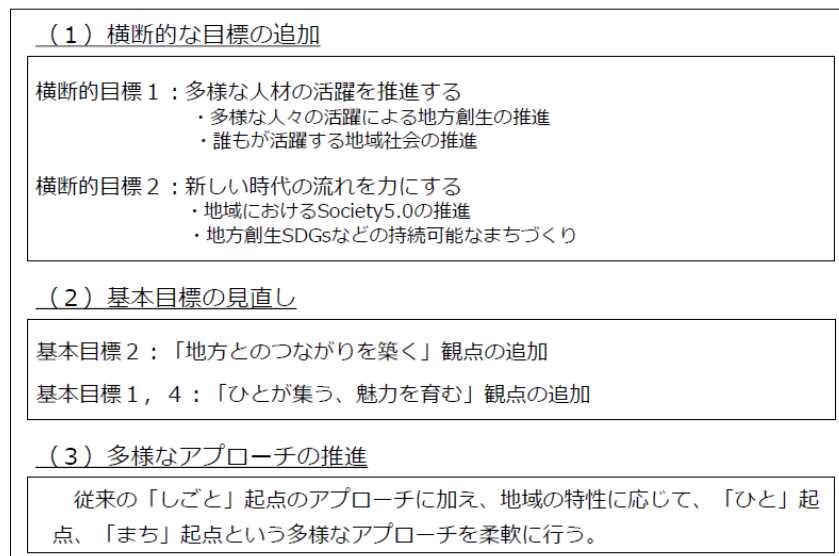 （１）横断的な目標の追加
横断的目標１：多様な人材の活躍を推進する
・多様な人々の活躍による地方創生の推進
・誰もが活躍する地域社会の推進
横断的目標２：新しい時代の流れを力にする
・地域におけるSociety5.0の推進
・地方創生SDGsなどの持続可能なまちづくり
（２）基本目標の見直し
基本目標２：「地方とのつながりを築く」観点の追加
基本目標１，４：「ひとが集う、魅力を育む」観点の追加
（３）多様なアプローチの推進
従来の「しごと」起点のアプローチに加え、地域の特性に応じて、「ひと」起
点、「まち」起点という多様なアプローチを柔軟に行う。